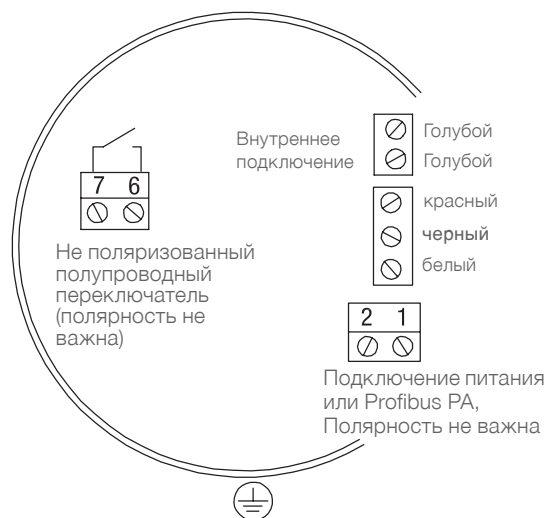 Внутреннее
подключение
Голубой
Голубой
красный
черный
белый
7 6
Не поляризованный
полупроводный
переключатель
(полярность не
важна)
2 1
Подключение питания
или Profibus PA,
Полярность не важна